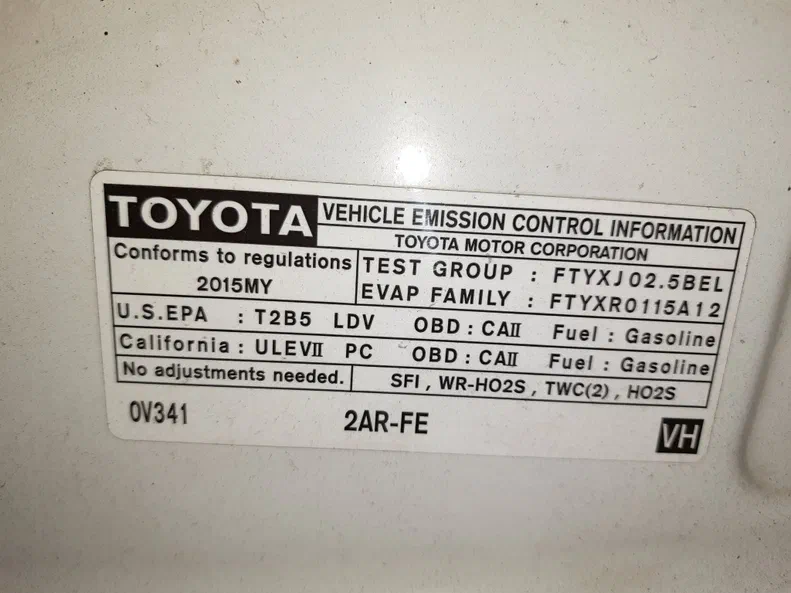 TOYOTA VEHICLE EMISSION CONTROL INFORMATION
TOYOTA MOTOR CORPORATION
Conforms to regulations
2015MY
TEST GROUP : FTYXJ02.5BEL
EVAP FAMILY : FTYXR0115A12
U.S.EPA : T2B5 LDV OBD : CAII Fuel : Gasoline
California : ULEVII PC OBD : CAII Fuel : Gasoline
No adjustments needed. SFI , WR-HO2S , TWC(2) , HO2S
0V341 2AR-FE VH